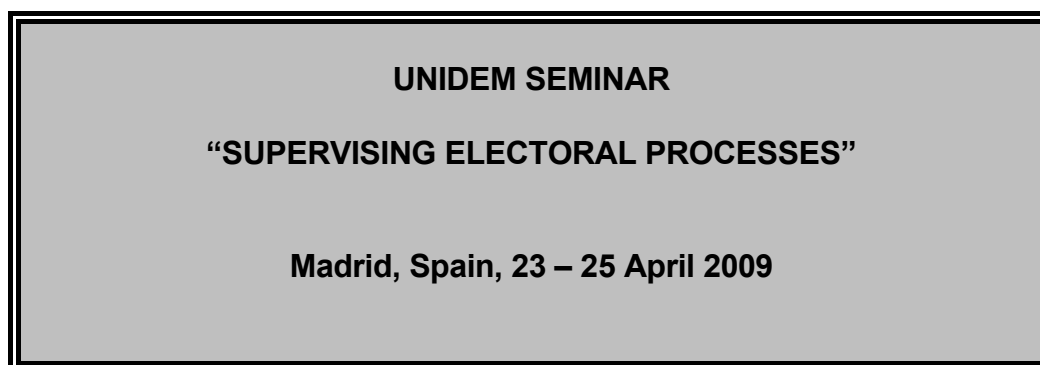 UNIDEM SEMINAR
“SUPERVISING ELECTORAL PROCESSES”
Madrid, Spain, 23 – 25 April 2009